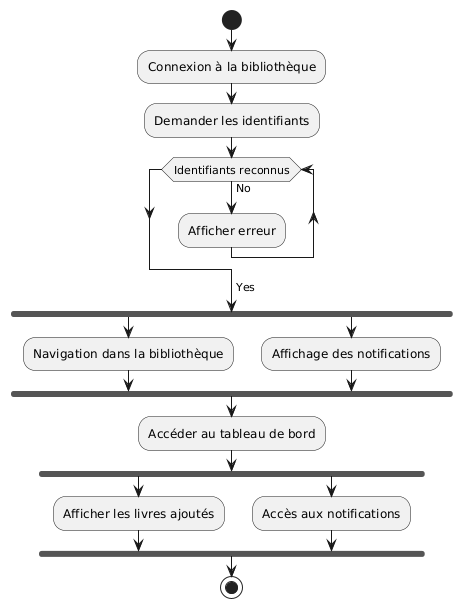 Connexion à la bibliothèque
Demander les identifiants
Identifiants reconnus
No
Afficher erreur
Yes
Navigation dans la bibliothèque
Affichage des notifications
Accéder au tableau de bord
Afficher les livres ajoutés
Accès aux notifications